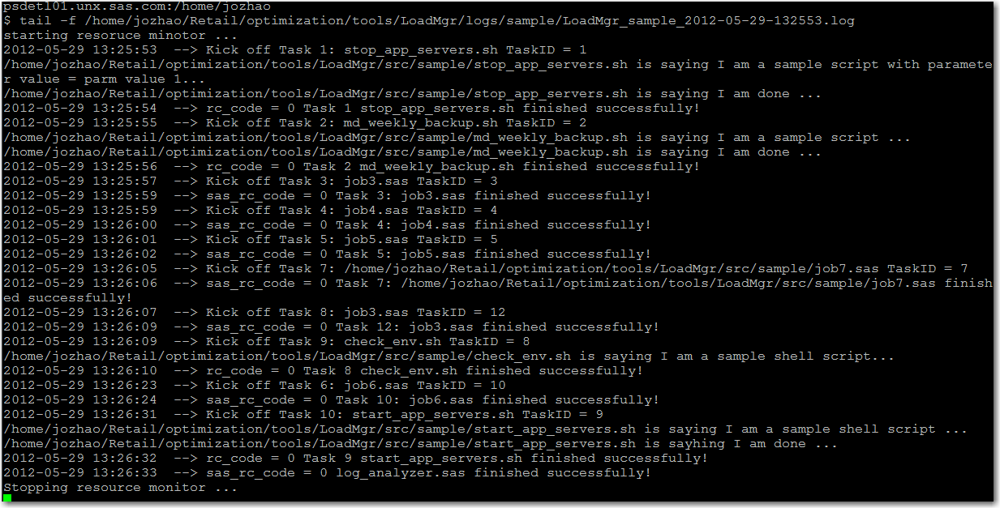 psdetl01.unx.sas.com:/home/jozhao
$ tail -f /home/jozhao/Retail/optimization/tools/LoadMgr/logs/sample/LoadMgr_sample_2012-05-29-132553.log
starting resoruce minotor ...
2012-05-29 13:25:53  --> Kick off Task 1: stop_app_servers.sh TaskID = 1
/home/jozhao/Retail/optimization/tools/LoadMgr/src/sample/stop_app_servers.sh is saying I am a sample script with paramete
r value = parm value 1...
/home/jozhao/Retail/optimization/tools/LoadMgr/src/sample/stop_app_servers.sh is saying I am done ...
2012-05-29 13:25:54  --> rc_code = 0 Task 1 stop_app_servers.sh finished successfully!
2012-05-29 13:25:55  --> Kick off Task 2: md_weekly_backup.sh TaskID = 2
/home/jozhao/Retail/optimization/tools/LoadMgr/src/sample/md_weekly_backup.sh is saying I am a sample script ...
/home/jozhao/Retail/optimization/tools/LoadMgr/src/sample/md_weekly_backup.sh is saying I am done ...
2012-05-29 13:25:56  --> rc_code = 0 Task 2 md_weekly_backup.sh finished successfully!
2012-05-29 13:25:57  --> Kick off Task 3: job3.sas TaskID = 3
2012-05-29 13:25:59  --> sas_rc_code = 0 Task 3: job3.sas finished successfully!
2012-05-29 13:25:59  --> Kick off Task 4: job4.sas TaskID = 4
2012-05-29 13:26:00  --> sas_rc_code = 0 Task 4: job4.sas finished successfully!
2012-05-29 13:26:01  --> Kick off Task 5: job5.sas TaskID = 5
2012-05-29 13:26:02  --> sas_rc_code = 0 Task 5: job5.sas finished successfully!
2012-05-29 13:26:05  --> Kick off Task 7: /home/jozhao/Retail/optimization/tools/LoadMgr/src/sample/job7.sas TaskID = 7
2012-05-29 13:26:06  --> sas_rc_code = 0 Task 7: /home/jozhao/Retail/optimization/tools/LoadMgr/src/sample/job7.sas finish
ed successfully!
2012-05-29 13:26:07  --> Kick off Task 8: job3.sas TaskID = 12
2012-05-29 13:26:09  --> sas_rc_code = 0 Task 12: job3.sas finished successfully!
2012-05-29 13:26:09  --> Kick off Task 9: check_env.sh TaskID = 8
/home/jozhao/Retail/optimization/tools/LoadMgr/src/sample/check_env.sh is saying I am a sample shell script...
2012-05-29 13:26:10  --> rc_code = 0 Task 8 check_env.sh finished successfully!
2012-05-29 13:26:23  --> Kick off Task 6: job6.sas TaskID = 10
2012-05-29 13:26:24  --> sas_rc_code = 0 Task 10: job6.sas finished successfully!
2012-05-29 13:26:31  --> Kick off Task 10: start_app_servers.sh TaskID = 9
/home/jozhao/Retail/optimization/tools/LoadMgr/src/sample/start_app_servers.sh is saying I am a sample shell script ...
/home/jozhao/Retail/optimization/tools/LoadMgr/src/sample/start_app_servers.sh is sayhing I am done ...
2012-05-29 13:26:32  --> rc_code = 0 Task 9 start_app_servers.sh finished successfully!
2012-05-29 13:26:33  --> sas_rc_code = 0 log_analyzer.sas finished successfully!
Stopping resource monitor ...